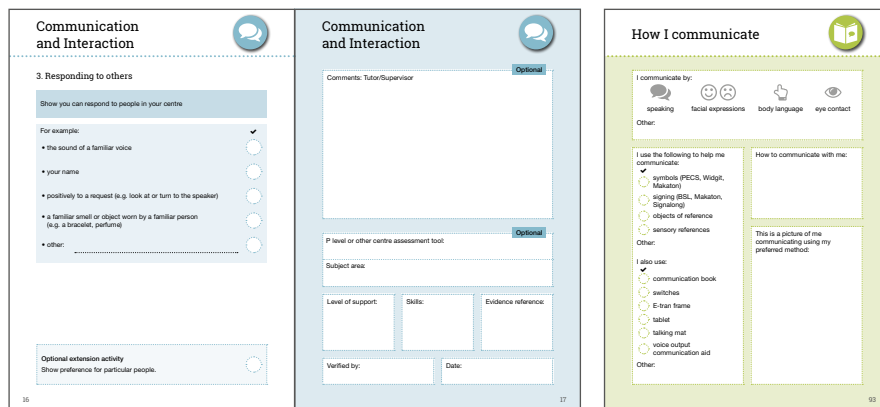 Communication
and Interaction
3. Responding to others
Show you can respond to people in your centre
For example:
• the sound of a familiar voice
• your name
• positively to a request (e.g. look at or turn to the speaker)
• a familiar smell or object worn by a familiar person
(e.g. a bracelet, perfume)
• other:
Optional extension activity
Show preference for particular people.
16
Communication
and Interaction
Optional
Comments: Tutor/Supervisor
Optional
P level or other centre assessment tool:
Subject area:
Level of support:
Skills:
Evidence reference:
Verified by:
Date:
17
How I communicate
I communicate by:
speaking
facial expressions
body language
eye contact
Other:
I use the following to help me
communicate:
symbols (PECS, Widgit,
Makaton)
signing (BSL, Makaton,
Signalong)
objects of reference
sensory references
Other:
I also use:
communication book
switches
E-tran frame
tablet
talking mat
voice output
communication aid
Other:
How to communicate with me:
This is a picture of me
communicating using my
preferred method:
93